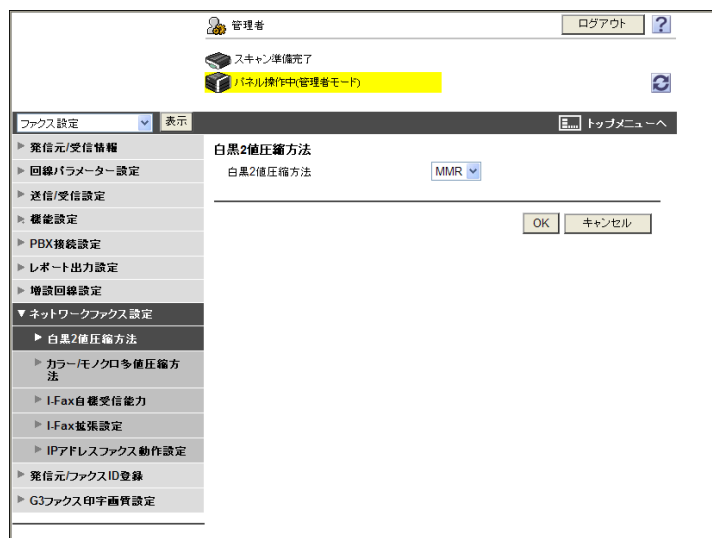 管理者
ログアウト
?
スキャン準備完了
パネル操作中(管理者モード)
ファクス設定
表示
トップメニューへ
発信元/受信情報
回線パラメーター設定
送信/受信設定
機能設定
PBX接続設定
レポート出力設定
増設回線設定
ネットワークファクス設定
白黒2値圧縮方法
カラー/モノクロ多値圧縮方
法
I-Fax自機受信能力
I-Fax拡張設定
IPアドレスファクス動作設定
発信元/ファクスID登録
G3ファクス印字画質設定
白黒2値圧縮方法
白黒2値圧縮方法
MMR
OK
キャンセル